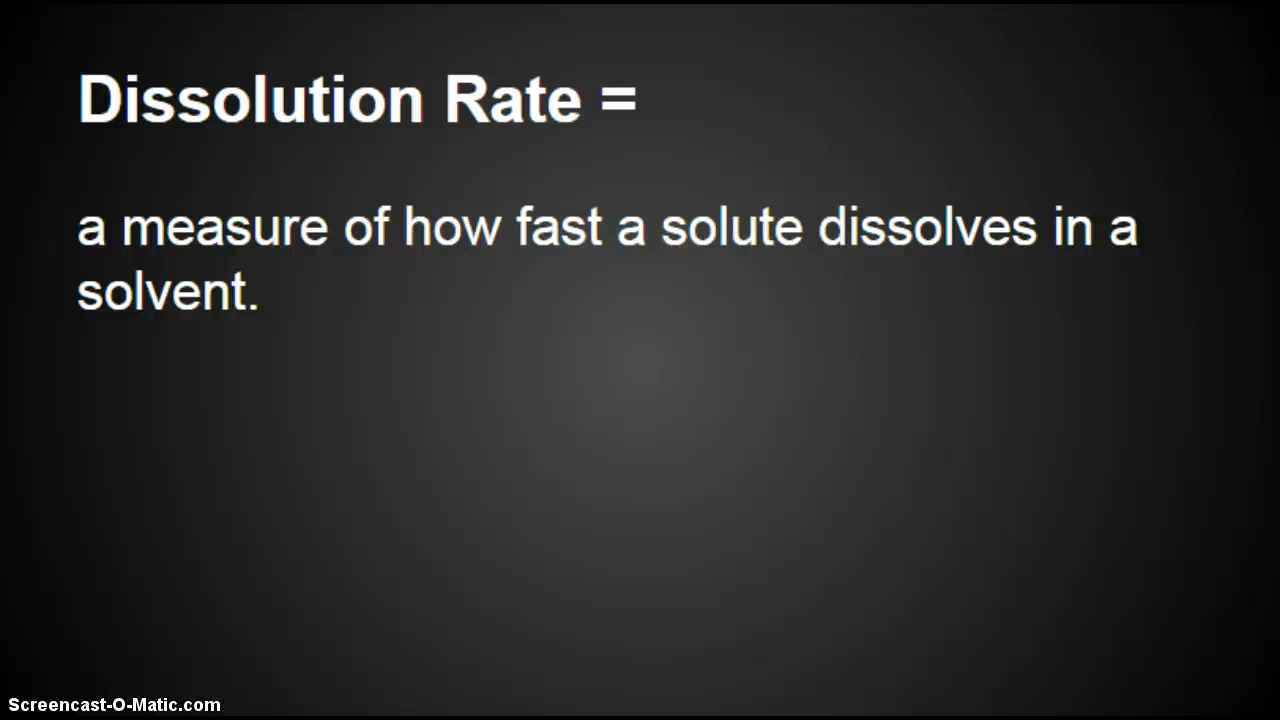 Dissolution Rate =
a measure of how fast a solute dissolves in a
solvent.
Screencast-O-Matic.com